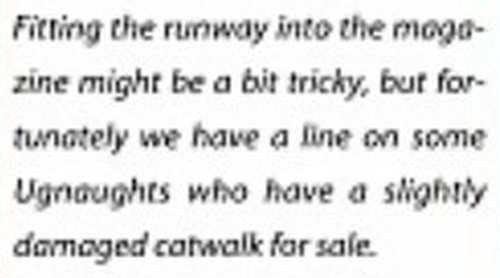 Fitting the runway into the maga-
zine might be a bit tricky, but for-
tunately we have a line on some
Ugnaughts who have a slightly
damaged catwalk for sale.